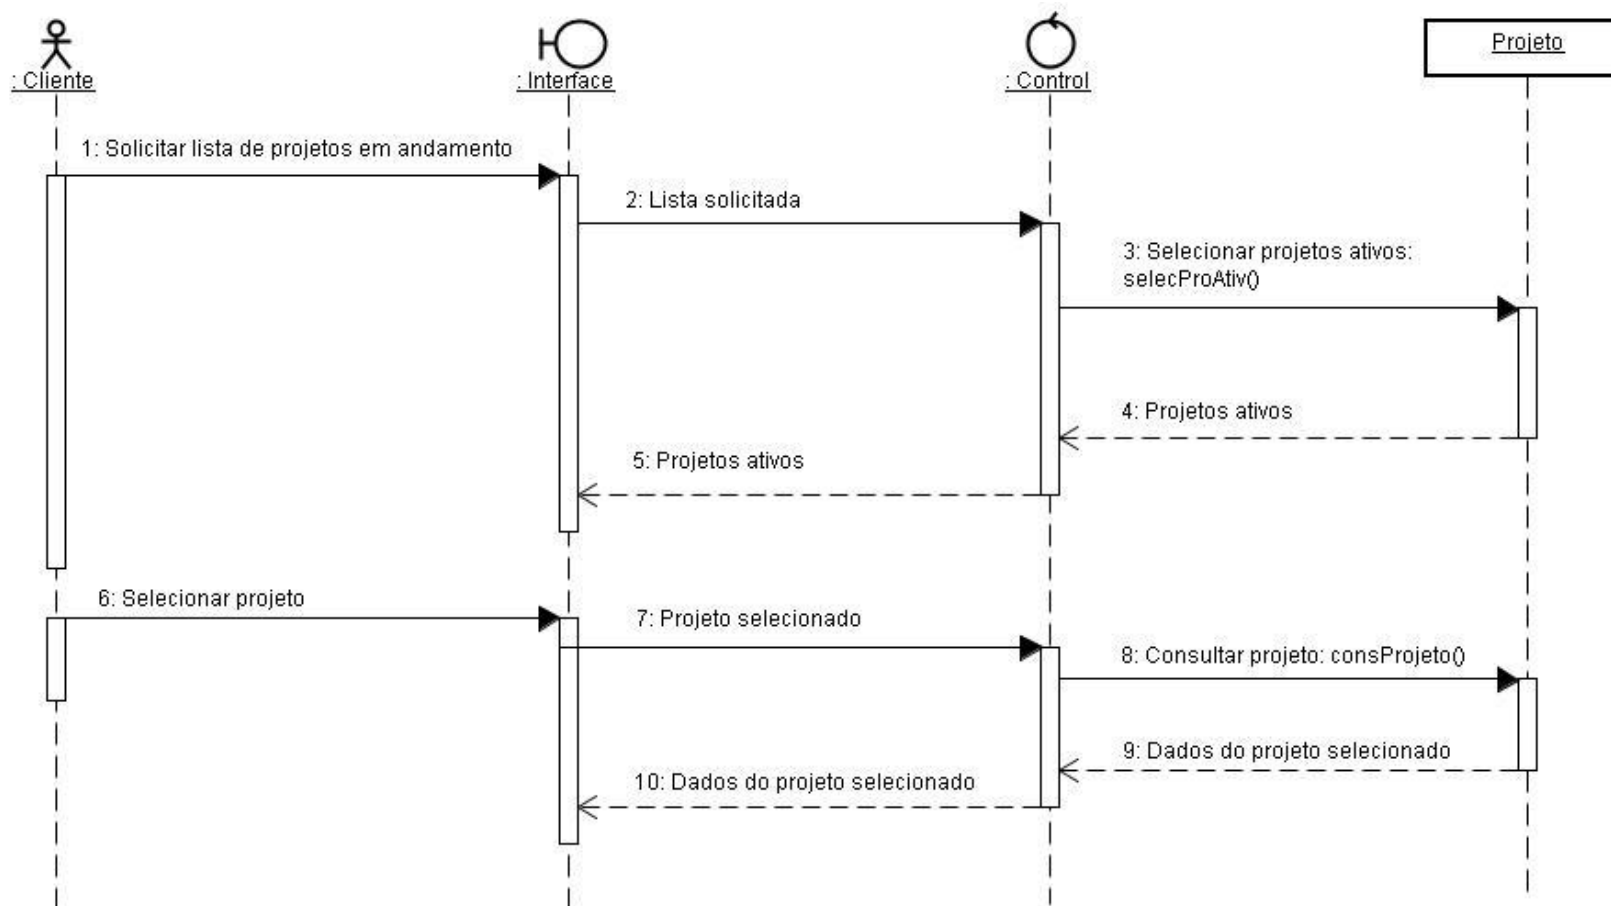 : Cliente
: Interface
: Control
Projeto
1: Solicitar lista de projetos em andamento
2: Lista solicitada
3: Selecionar projetos ativos:
selecProAtiv()
4: Projetos ativos
5: Projetos ativos
6: Selecionar projeto
7: Projeto selecionado
8: Consultar projeto: consProjeto()
9: Dados do projeto selecionado
10: Dados do projeto selecionado